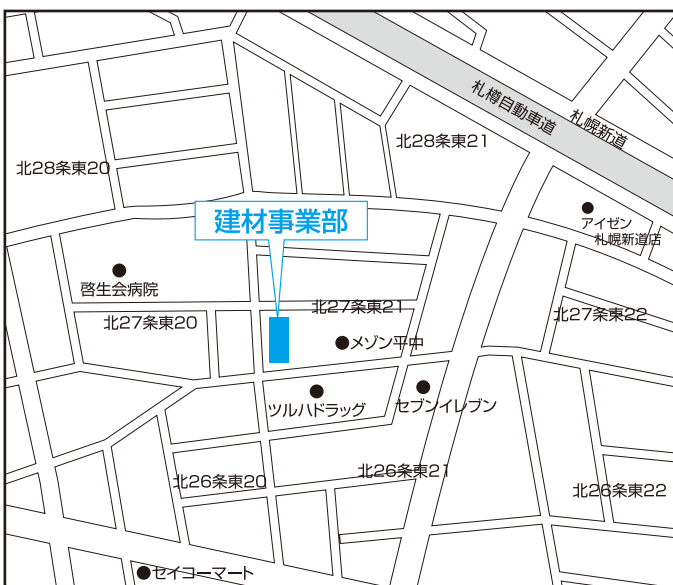 札樽自動車道
札幌新道
北28条東21
北28条東20
建材事業部
アイゼン
札幌新道店
啓生会病院
北27条東21
北27条東22
北27条東20
メゾン平中
ツルハドラッグ
セブンイレブン
北26条東20
北26条東21
北26条東22
セイコーマート